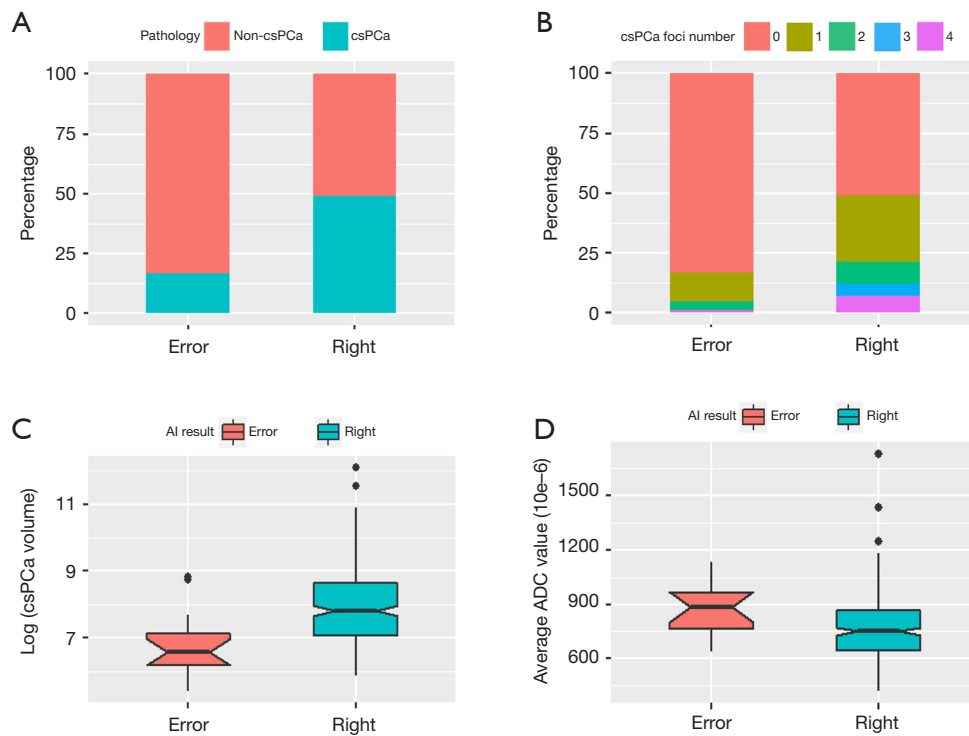 A
Pathology Non-csPCa csPCa
Percentage
100
75
50
25
0
Error Right
B
csPCa foci number 0 1 2 3 4
Percentage
100
75
50
25
0
Error Right
C
AI result Error Right
Log (csPCa volume)
11
9
7
Error Right
D
AI result Error Right
Average ADC value (10e–6)
1500
1200
900
600
Error Right